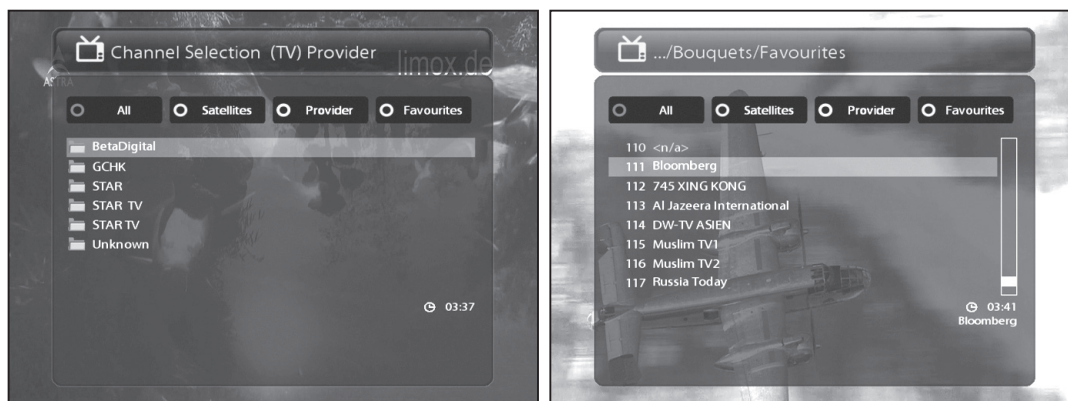 Channel Selection (TV) Provider
limox.de
ASTRA
All Satellites Provider Favourites
BetaDigital
GCHK
STAR
STAR TV
STAR TV
Unknown
03:37
.../Bouquets/Favourites
All Satellites Provider Favourites
110 <n/a>
111 Bloomberg
112 745 XING KONG
113 Al Jazeera International
114 DW-TV ASIEN
115 Muslim TV1
116 Muslim TV2
117 Russia Today
03:41
Bloomberg